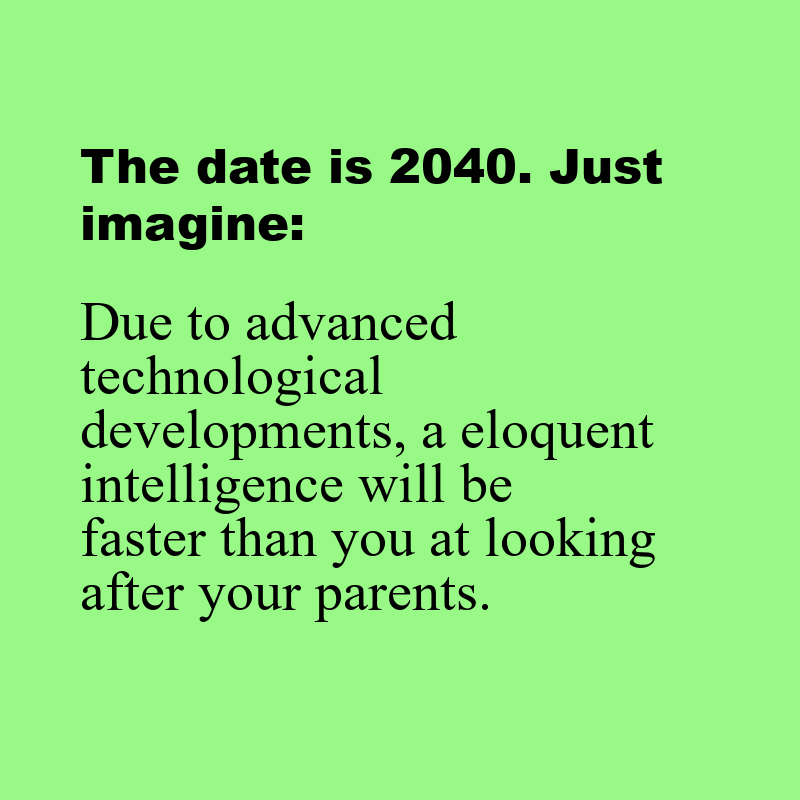 The date is 2040. Just
imagine:
Due to advanced
technological
developments, a eloquent
intelligence will be
faster than you at looking
after your parents.